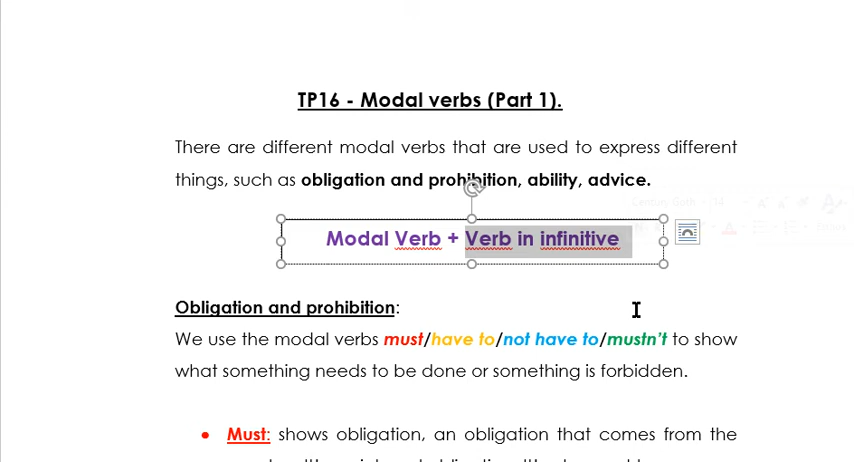 TP16 - Modal verbs (Part 1).
There are different modal verbs that are used to express different
things, such as obligation and prohibition, ability, advice.
Century Goth
14
Modal Verb + Verb in infinitive
Obligation and prohibition:
We use the modal verbs must/have to/not have to/mustn't to show
what something needs to be done or something is forbidden.
• Must: shows obligation, an obligation that comes from the